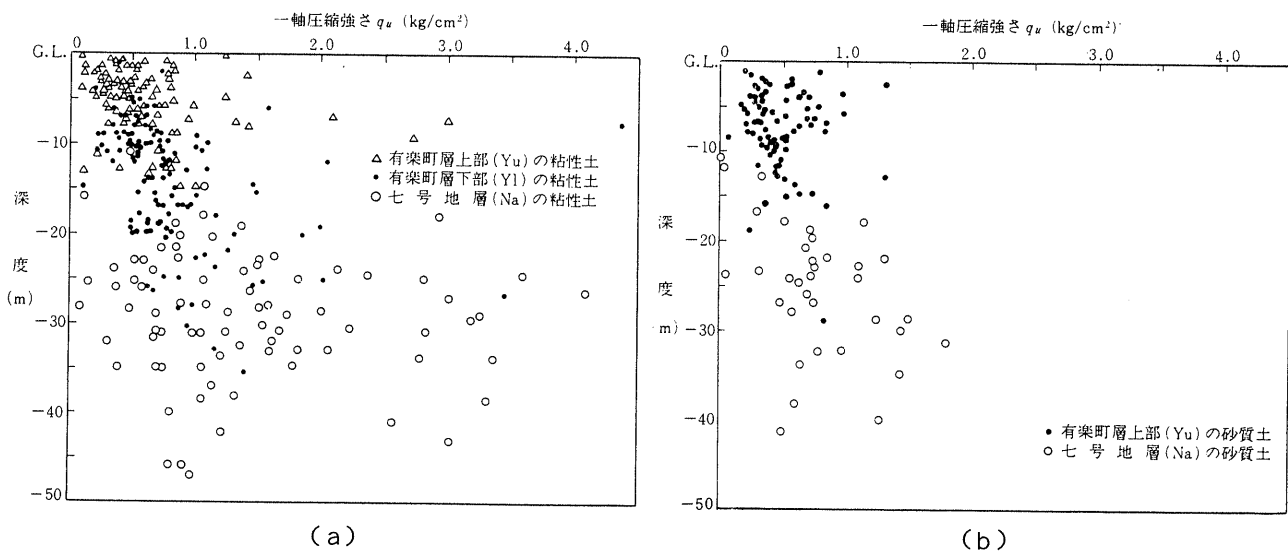 一軸圧縮強さ qu (kg/cm²)
0 1.0 2.0 3.0 4.0
G.L.
−10
−20
−30
−40
−50
深度(m)
△ 有楽町層上部(Yu)の粘性土
• 有楽町層下部(Yl)の粘性土
○ 七号地層(Na)の粘性土
(a)
一軸圧縮強さ qu (kg/cm²)
0 1.0 2.0 3.0 4.0
G.L.
−10
−20
−30
−40
−50
深度m)
• 有楽町層上部(Yu)の砂質土
○ 七号地層(Na)の砂質土
(b)